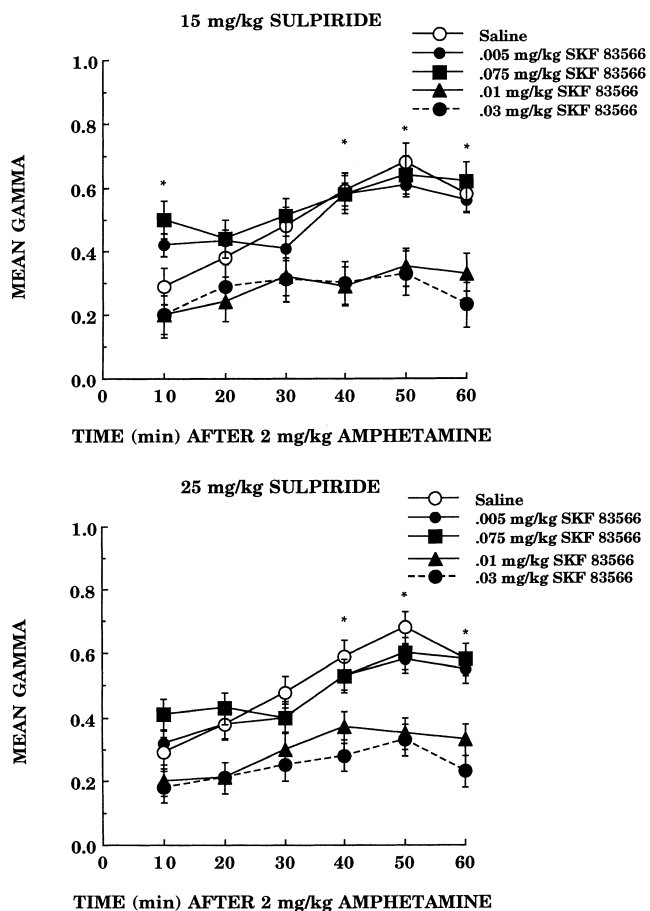 15 mg/kg SULPIRIDE
Saline
.005 mg/kg SKF 83566
.075 mg/kg SKF 83566
.01 mg/kg SKF 83566
.03 mg/kg SKF 83566
MEAN GAMMA
1.0
0.8
0.6
0.4
0.2
0.0
* * * *
0 10 20 30 40 50 60
TIME (min) AFTER 2 mg/kg AMPHETAMINE
25 mg/kg SULPIRIDE
Saline
.005 mg/kg SKF 83566
.075 mg/kg SKF 83566
.01 mg/kg SKF 83566
.03 mg/kg SKF 83566
MEAN GAMMA
1.0
0.8
0.6
0.4
0.2
0.0
* * *
0 10 20 30 40 50 60
TIME (min) AFTER 2 mg/kg AMPHETAMINE